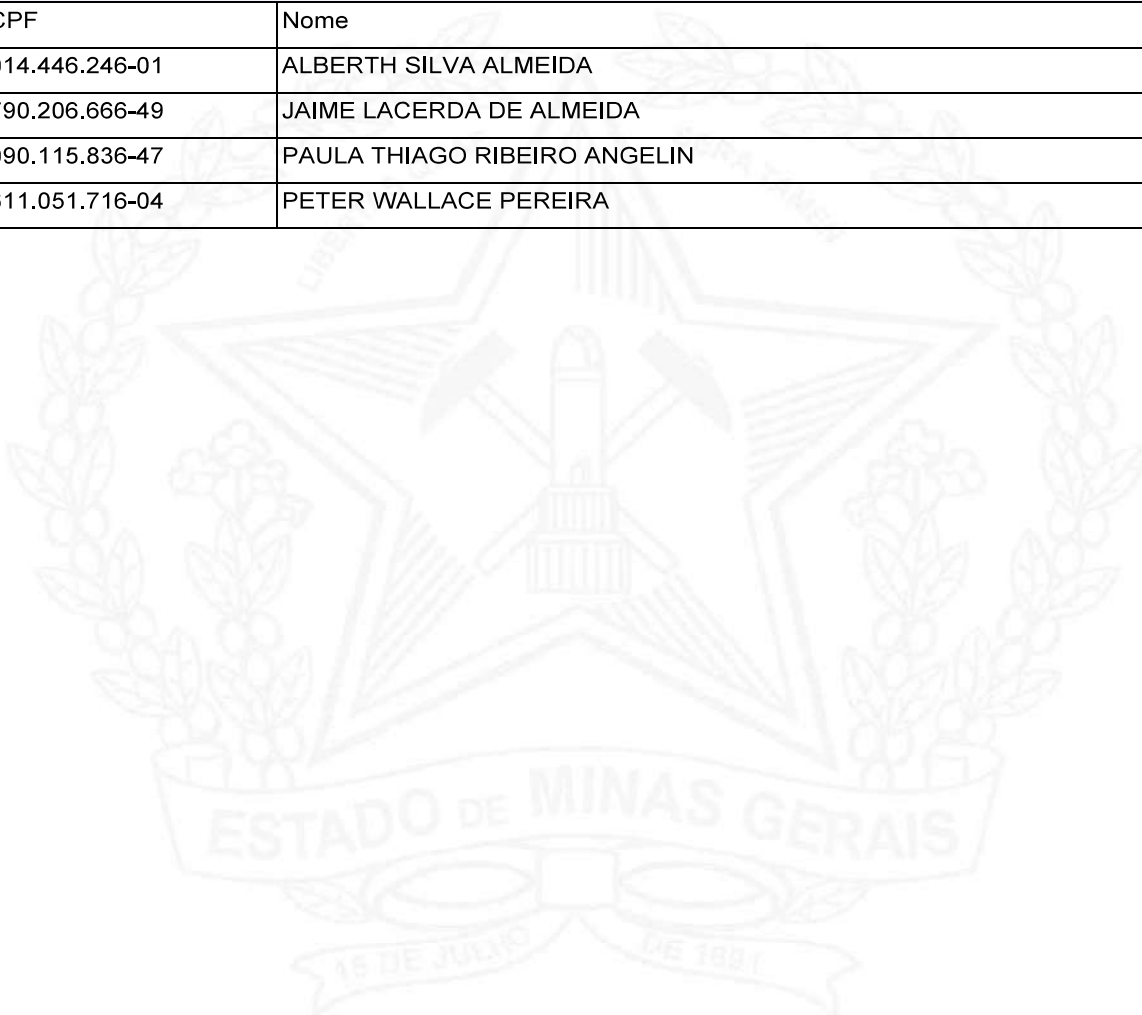 CPF Nome
014.446.246-01 ALBERTH SILVA ALMEIDA
790.206.666-49 JAIME LACERDA DE ALMEIDA
090.115.836-47 PAULA THIAGO RIBEIRO ANGELIN
611.051.716-04 PETER WALLACE PEREIRA
ESTADO DE MINAS GERAIS
15 DE JULHO DE 1891